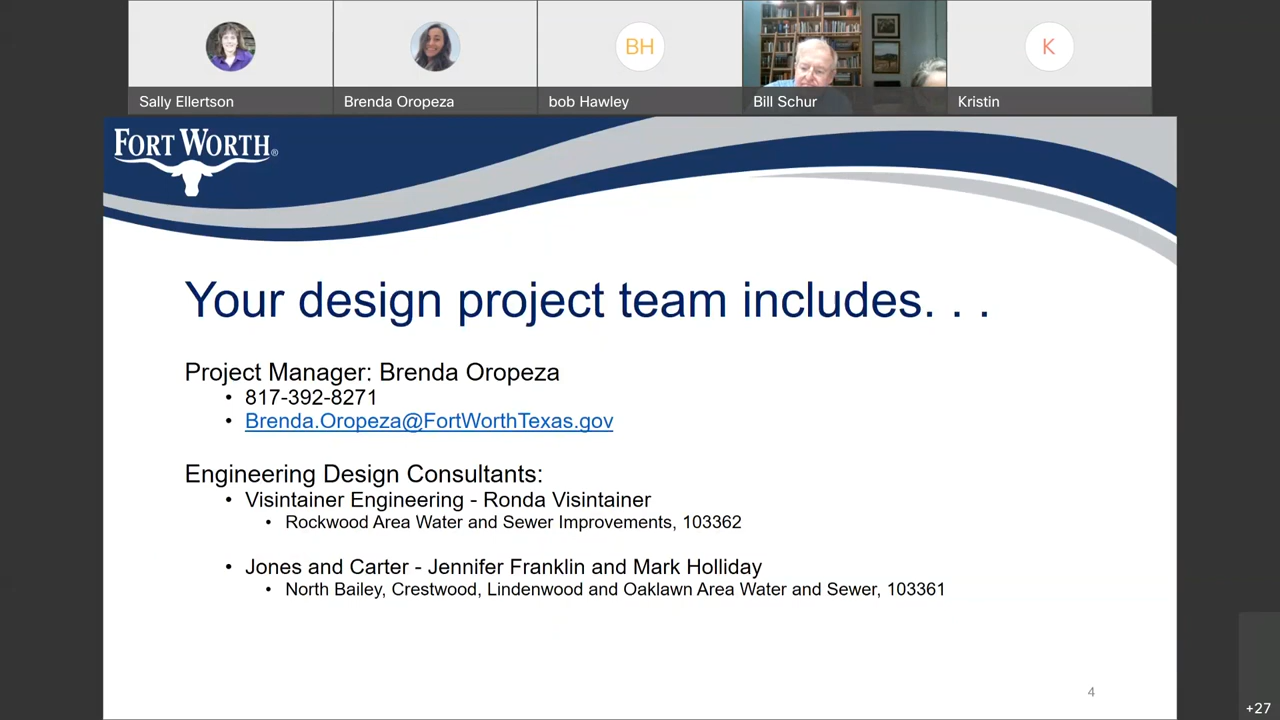 BH
K
Sally Ellertson
Brenda Oropeza
bob Hawley
Bill Schur
Kristin
FORT WORTH®
Your design project team includes. . .
Project Manager: Brenda Oropeza
• 817-392-8271
• Brenda.Oropeza@FortWorthTexas.gov
Engineering Design Consultants:
• Visintainer Engineering - Ronda Visintainer
• Rockwood Area Water and Sewer Improvements, 103362
• Jones and Carter - Jennifer Franklin and Mark Holliday
• North Bailey, Crestwood, Lindenwood and Oaklawn Area Water and Sewer, 103361
4
+27